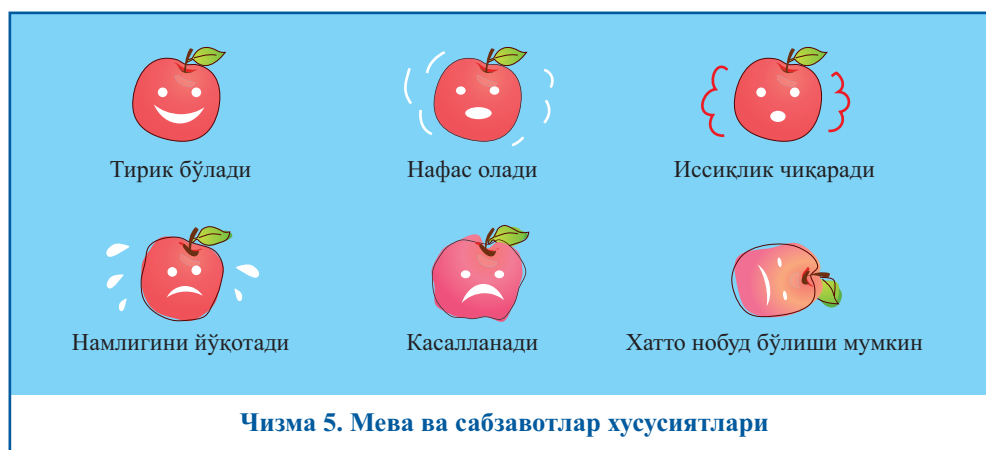 Тирик бўлади
Нафас олади
Иссиқлик чиқаради
Намлигини йўқотади
Касалланади
Хатто нобуд бўлиши мумкин
Чизма 5. Мева ва сабзавотлар хусусиятлари